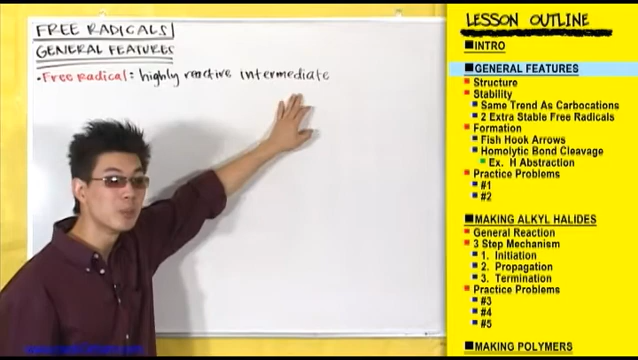 FREE RADICALS
GENERAL FEATURES
• Free Radical: highly reactive intermediate
LESSON OUTLINE
INTRO
GENERAL FEATURES
Structure
Stability
Same Trend As Carbocations
2 Extra Stable Free Radicals
Formation
Fish Hook Arrows
Homolytic Bond Cleavage
Ex. H Abstraction
Practice Problems
#1
#2
MAKING ALKYL HALIDES
General Reaction
3 Step Mechanism
1. Initiation
2. Propagation
3. Termination
Practice Problems
#3
#4
#5
MAKING POLYMERS